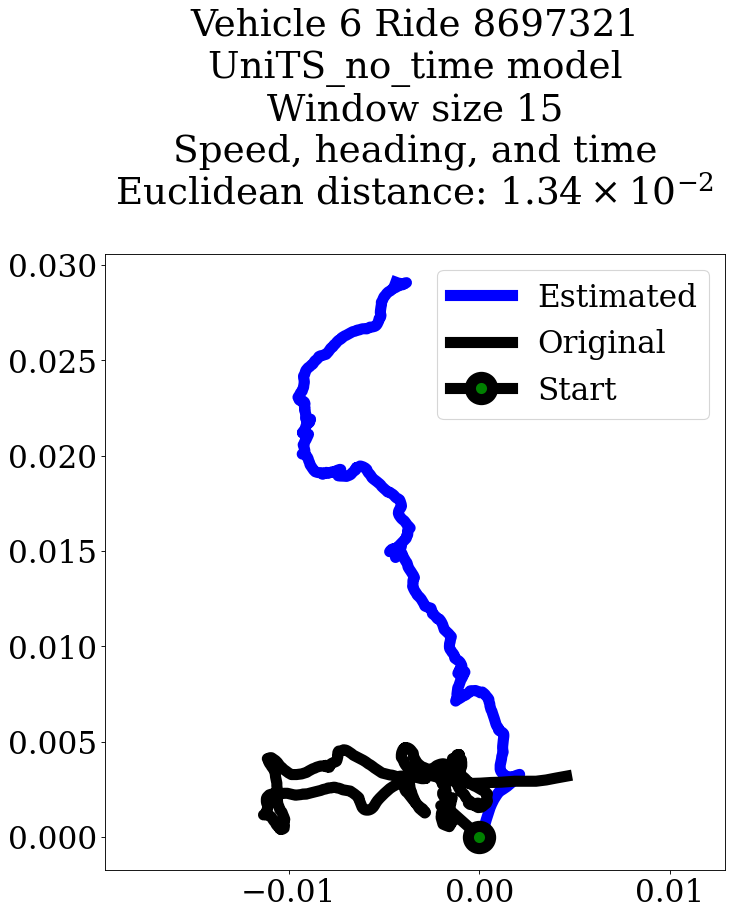 Vehicle 6 Ride 8697321
UniTS_no_time model
Window size 15
Speed, heading, and time
Euclidean distance: 1.34 × 10⁻²
0.030
0.025
0.020
0.015
0.010
0.005
0.000
Estimated
Original
Start
−0.01
0.00
0.01